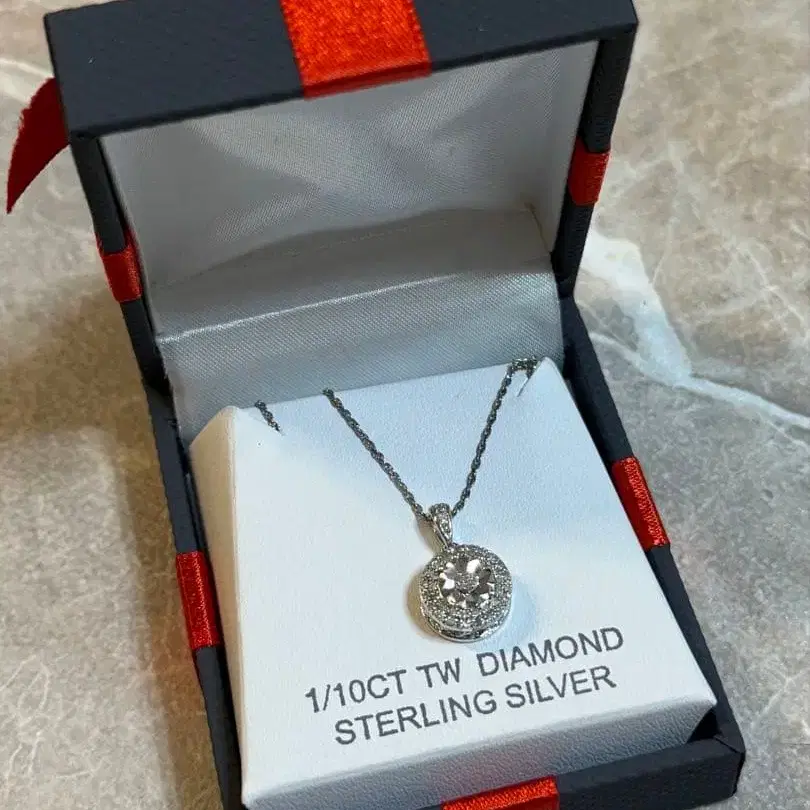 1/10CT TW DIAMOND
STERLING SILVER